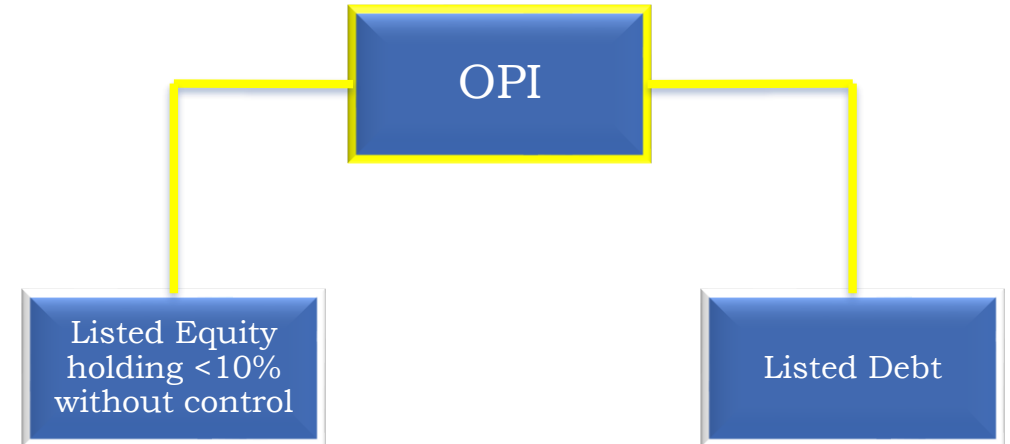 OPI
Listed Equity
holding <10%
without control
Listed Debt